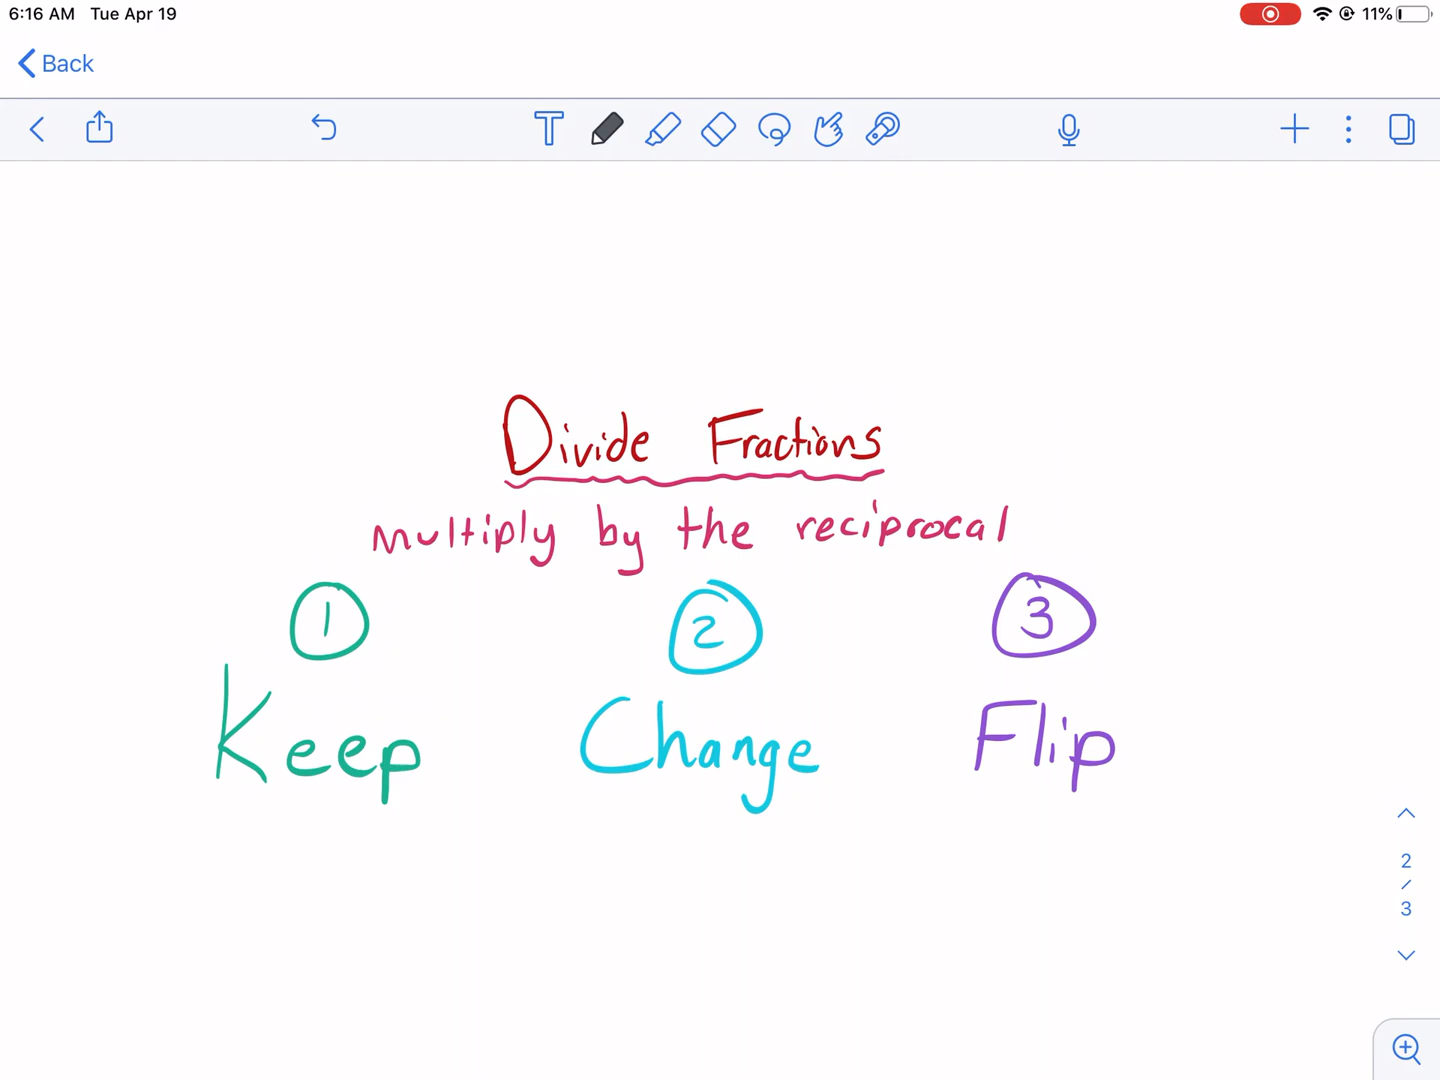 6:16 AM Tue Apr 19
11%
Back
T
Divide Fractions
multiply by the reciprocal
1 2 3
Keep Change Flip
2
/
3